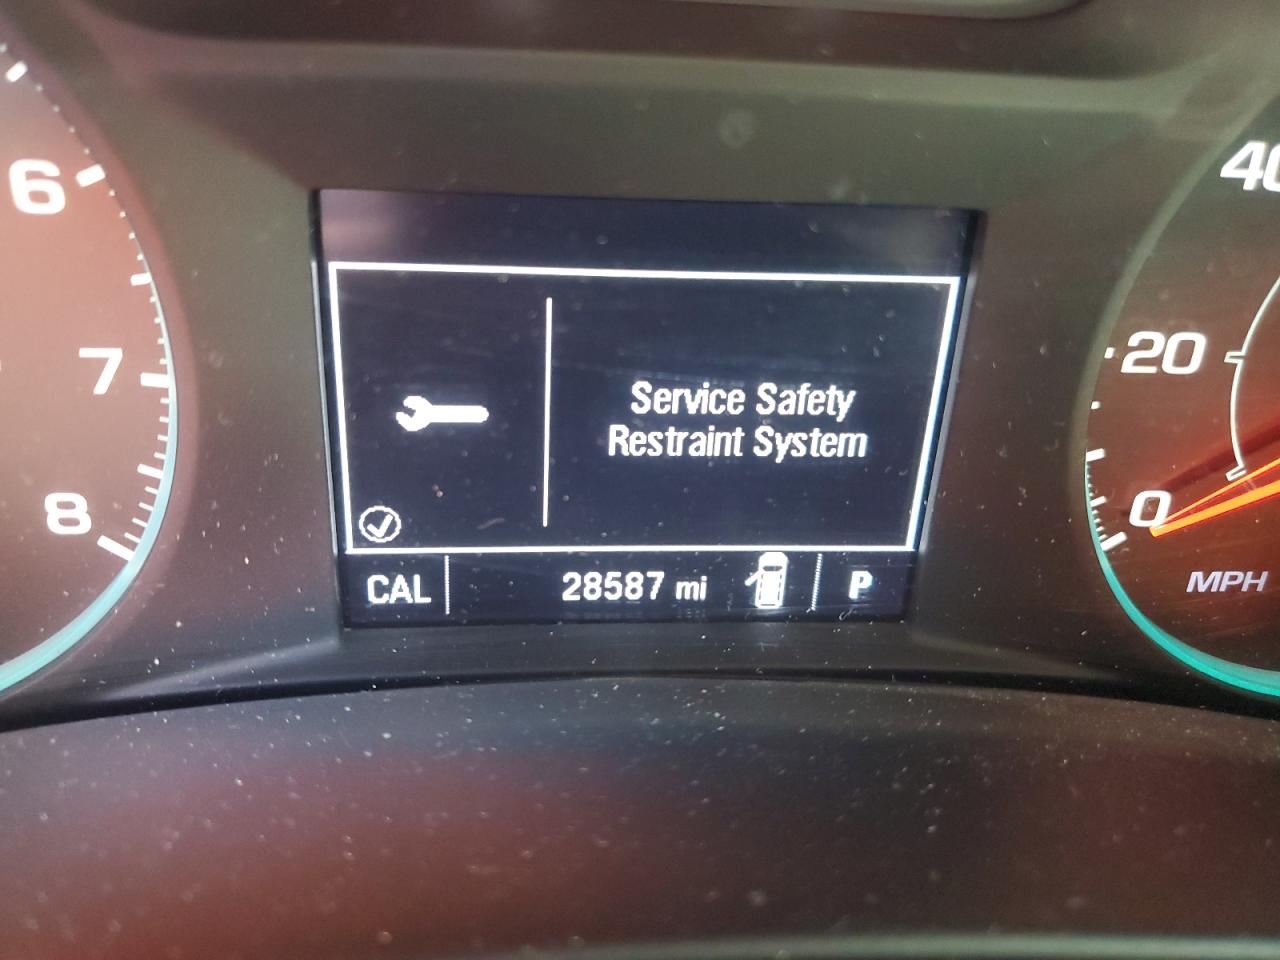 6
7
8
Service Safety
Restraint System
CAL
28587 mi
P
40
20
0
MPH